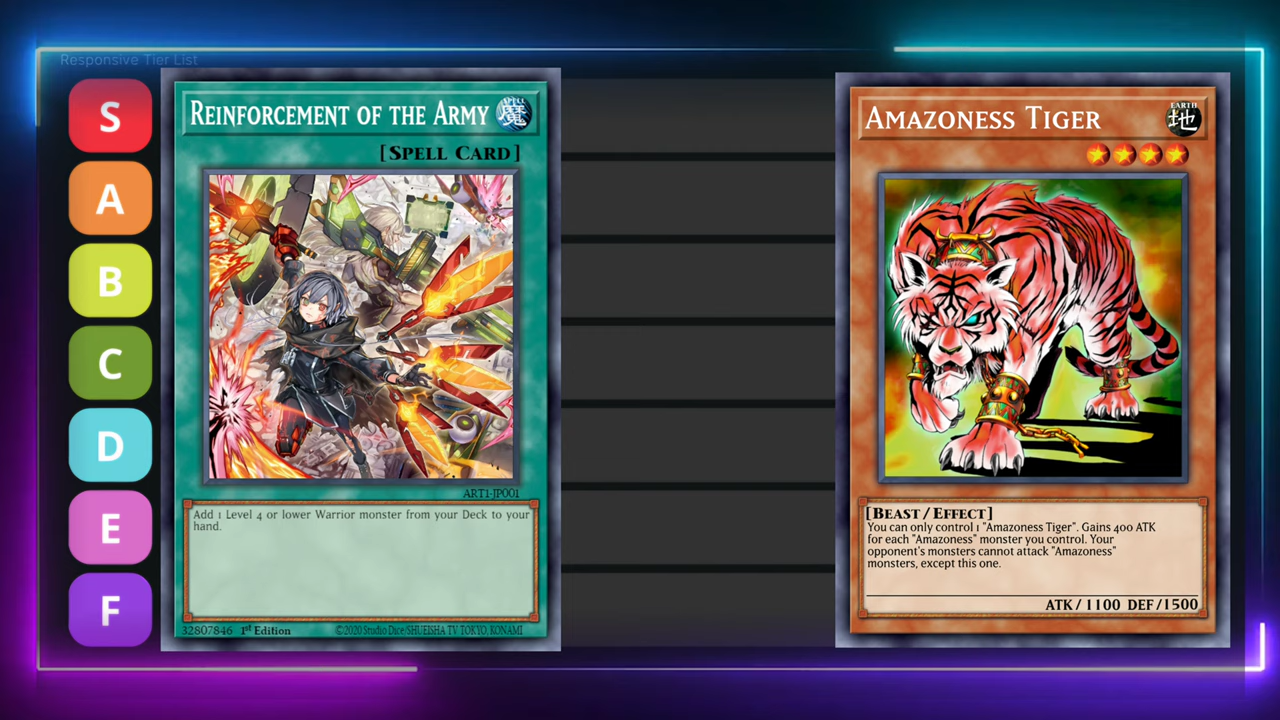 Responsive Tier List
S
A
B
C
D
E
F
REINFORCEMENT OF THE ARMY
魔
[SPELL CARD]
ART1-JP001
Add 1 Level 4 or lower Warrior monster from your Deck to your
hand.
32807846 1st Edition ©2020 Studio Dice/SHUEISHA TV TOKYO, KONAMI
AMAZONESS TIGER
EARTH
地
[BEAST / EFFECT]
You can only control 1 "Amazoness Tiger". Gains 400 ATK
for each "Amazoness" monster you control. Your
opponent's monsters cannot attack "Amazoness"
monsters, except this one.
ATK / 1100 DEF / 1500